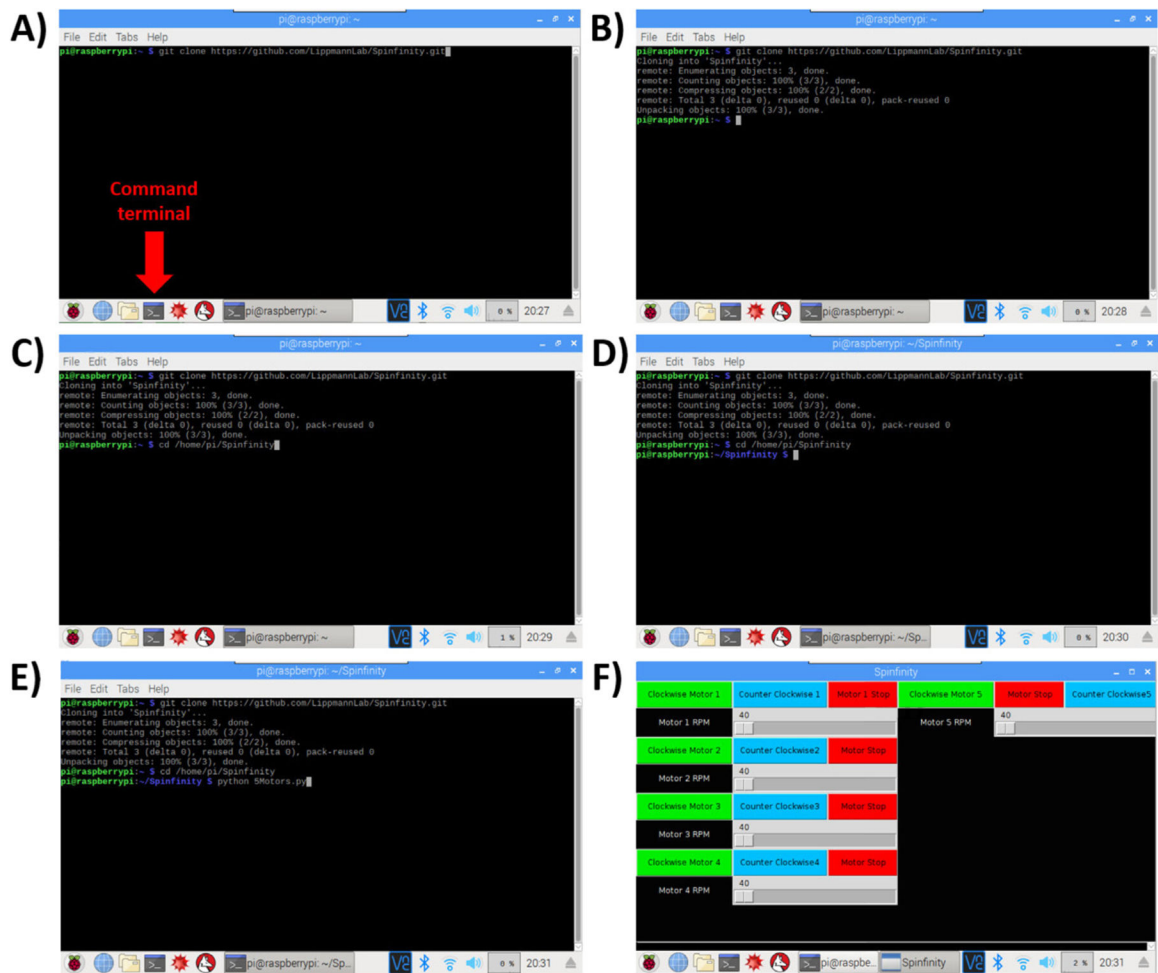 A)
pi@raspberrypi: ~
File Edit Tabs Help
pi@raspberrypi:~ $ git clone https://github.com/LippmannLab/Spinfinity.git
Command
terminal
pi@raspberrypi: ~
0 %
20:27
B)
pi@raspberrypi: ~
File Edit Tabs Help
pi@raspberrypi:~ $ git clone https://github.com/LippmannLab/Spinfinity.git
Cloning into 'Spinfinity'...
remote: Enumerating objects: 3, done.
remote: Counting objects: 100% (3/3), done.
remote: Compressing objects: 100% (2/2), done.
remote: Total 3 (delta 0), reused 0 (delta 0), pack-reused 0
Unpacking objects: 100% (3/3), done.
pi@raspberrypi:~ $
pi@raspberrypi: ~
0 %
20:28
C)
pi@raspberrypi: ~
File Edit Tabs Help
pi@raspberrypi:~ $ git clone https://github.com/LippmannLab/Spinfinity.git
Cloning into 'Spinfinity'...
remote: Enumerating objects: 3, done.
remote: Counting objects: 100% (3/3), done.
remote: Compressing objects: 100% (2/2), done.
remote: Total 3 (delta 0), reused 0 (delta 0), pack-reused 0
Unpacking objects: 100% (3/3), done.
pi@raspberrypi:~ $ cd /home/pi/Spinfinity
pi@raspberrypi: ~
1 %
20:29
D)
pi@raspberrypi: ~/Spinfinity
File Edit Tabs Help
pi@raspberrypi:~ $ git clone https://github.com/LippmannLab/Spinfinity.git
Cloning into 'Spinfinity'...
remote: Enumerating objects: 3, done.
remote: Counting objects: 100% (3/3), done.
remote: Compressing objects: 100% (2/2), done.
remote: Total 3 (delta 0), reused 0 (delta 0), pack-reused 0
Unpacking objects: 100% (3/3), done.
pi@raspberrypi:~ $ cd /home/pi/Spinfinity
pi@raspberrypi:~/Spinfinity $
pi@raspberrypi: ~/Sp...
0 %
20:30
E)
pi@raspberrypi: ~/Spinfinity
File Edit Tabs Help
pi@raspberrypi:~ $ git clone https://github.com/LippmannLab/Spinfinity.git
Cloning into 'Spinfinity'...
remote: Enumerating objects: 3, done.
remote: Counting objects: 100% (3/3), done.
remote: Compressing objects: 100% (2/2), done.
remote: Total 3 (delta 0), reused 0 (delta 0), pack-reused 0
Unpacking objects: 100% (3/3), done.
pi@raspberrypi:~ $ cd /home/pi/Spinfinity
pi@raspberrypi:~/Spinfinity $ python 5Motors.py
pi@raspberrypi: ~/Sp...
0 %
20:31
F)
Spinfinity
Clockwise Motor 1 Counter Clockwise 1 Motor 1 Stop Clockwise Motor 5 Motor Stop Counter Clockwise5
Motor 1 RPM 40 Motor 5 RPM 40
Clockwise Motor 2 Counter Clockwise2 Motor Stop
Motor 2 RPM 40
Clockwise Motor 3 Counter Clockwise3 Motor Stop
Motor 3 RPM 40
Clockwise Motor 4 Counter Clockwise4 Motor Stop
Motor 4 RPM 40
pi@raspbe...
Spinfinity
2 %
20:31